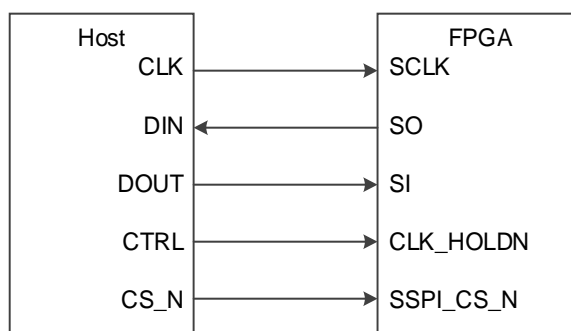 Host FPGA
CLK SCLK
DIN SO
DOUT SI
CTRL CLK_HOLDN
CS_N SSPI_CS_N